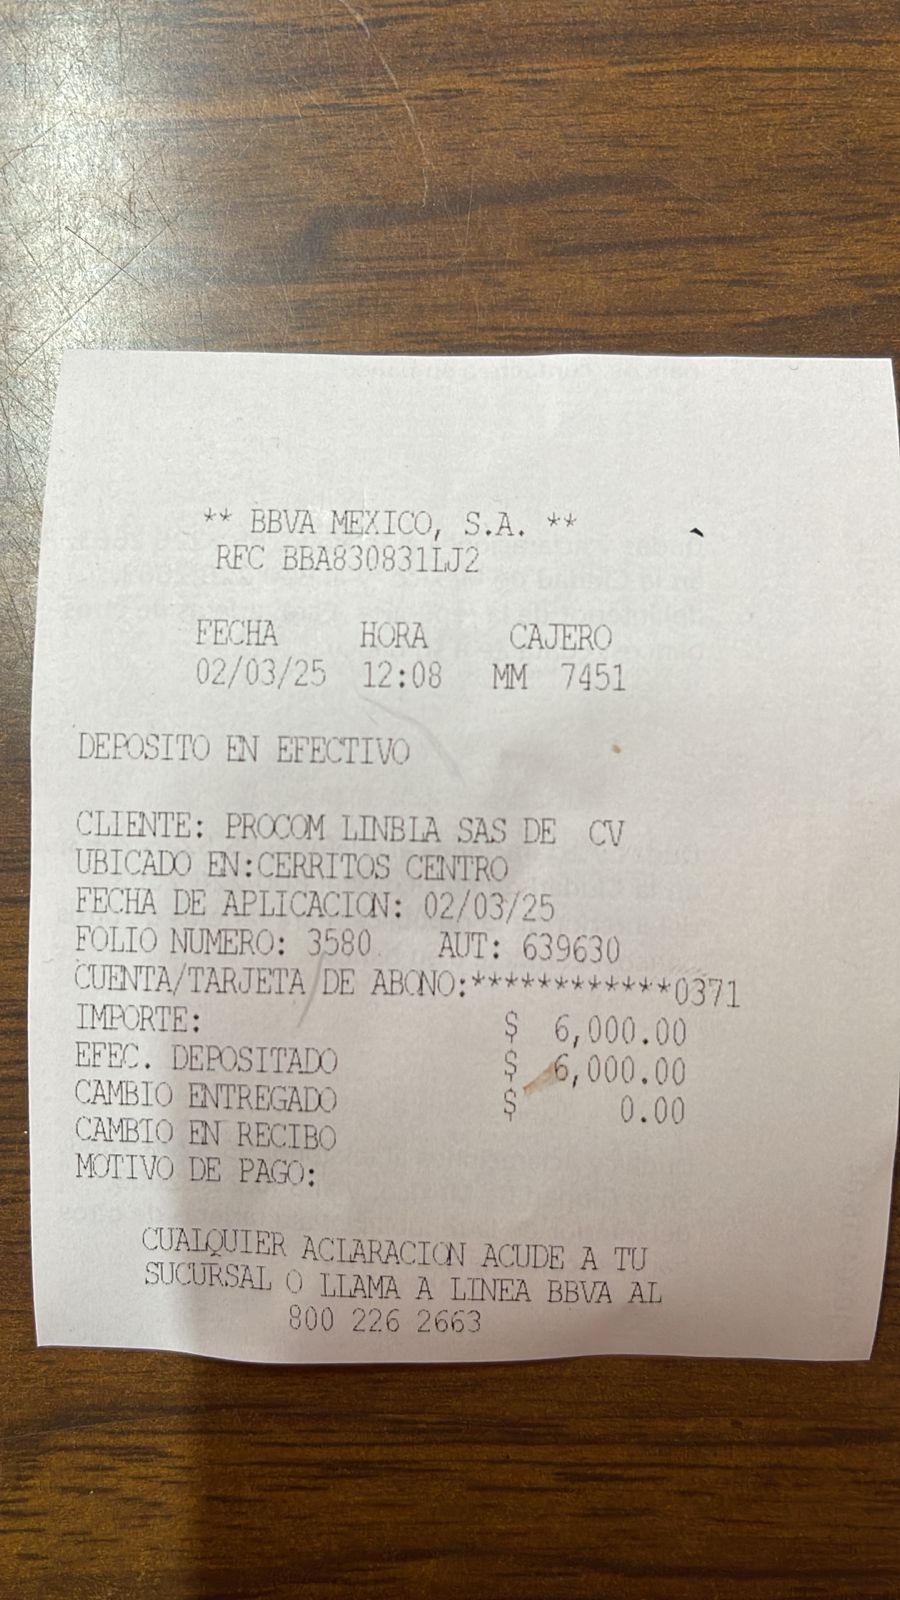 ** BBVA MEXICO, S.A. **
RFC BBA830831LJ2
FECHA HORA CAJERO
02/03/25 12:08 MM 7451
DEPOSITO EN EFECTIVO
CLIENTE: PROCOM LINBLA SAS DE CV
UBICADO EN:CERRITOS CENTRO
FECHA DE APLICACION: 02/03/25
FOLIO NUMERO: 3580 AUT: 639630
CUENTA/TARJETA DE ABONO:************0371
IMPORTE: $ 6,000.00
EFEC. DEPOSITADO $ 6,000.00
CAMBIO ENTREGADO $ 0.00
CAMBIO EN RECIBO
MOTIVO DE PAGO:
CUALQUIER ACLARACION ACUDE A TU
SUCURSAL O LLAMA A LINEA BBVA AL
800 226 2663